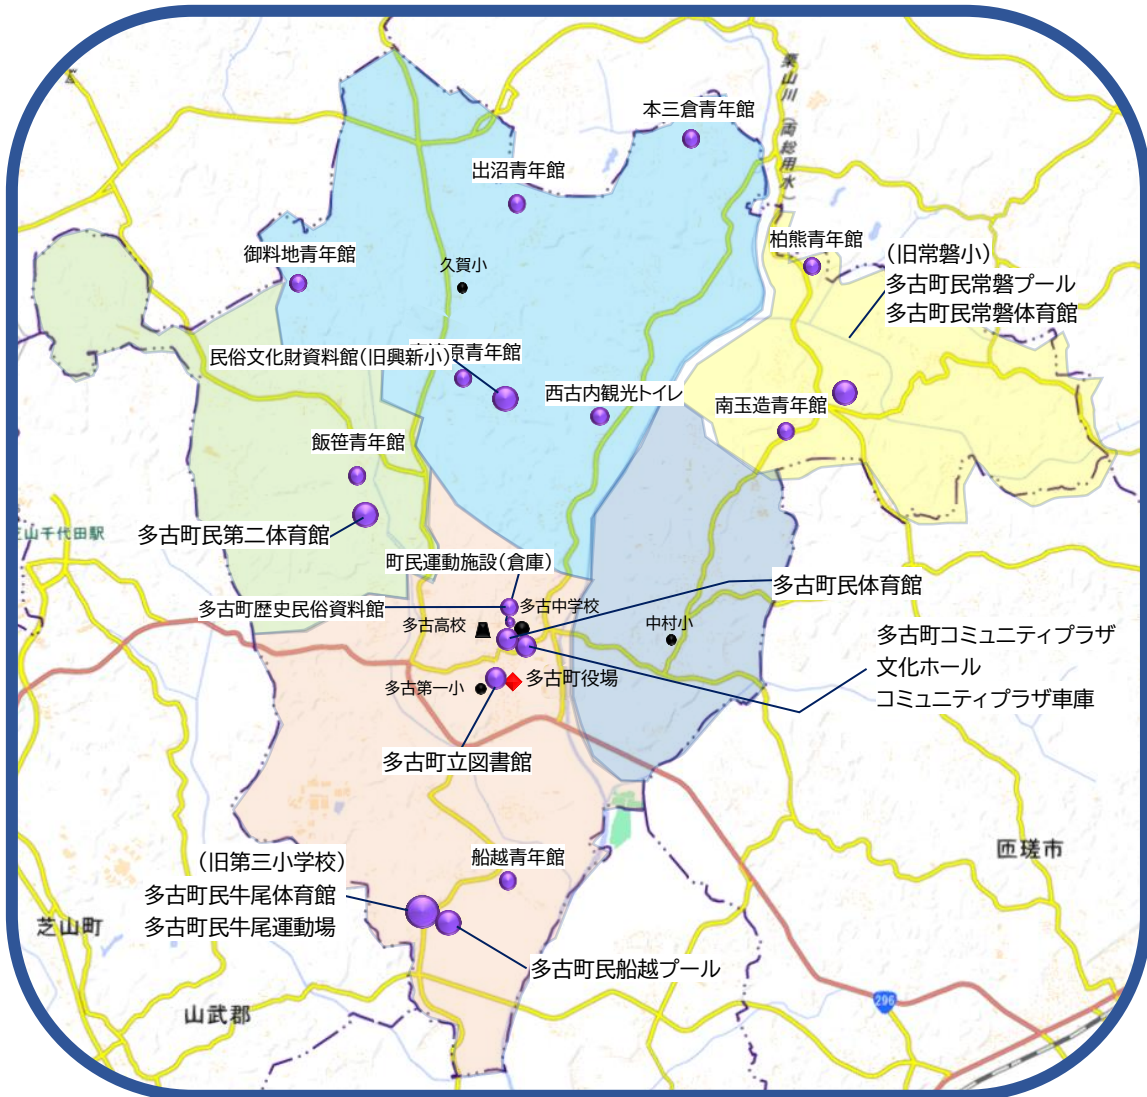 栗山川(両総用水)
本三倉青年館
出沼青年館
御料地青年館
久賀小
柏熊青年館
(旧常磐小)
多古町民常磐プール
多古町民常磐体育館
民俗文化財資料館(旧興新小)
原青年館
西古内観光トイレ
南玉造青年館
飯笹青年館
多古町民第二体育館
山千代田駅
町民運動施設(倉庫)
多古町歴史民俗資料館
多古中学校
多古高校
多古町民体育館
中村小
多古町コミュニティプラザ
文化ホール
コミュニティプラザ車庫
多古第一小
多古町役場
多古町立図書館
船越青年館
(旧第三小学校)
多古町民牛尾体育館
多古町民牛尾運動場
多古町民船越プール
匝瑳市
芝山町
山武郡
296